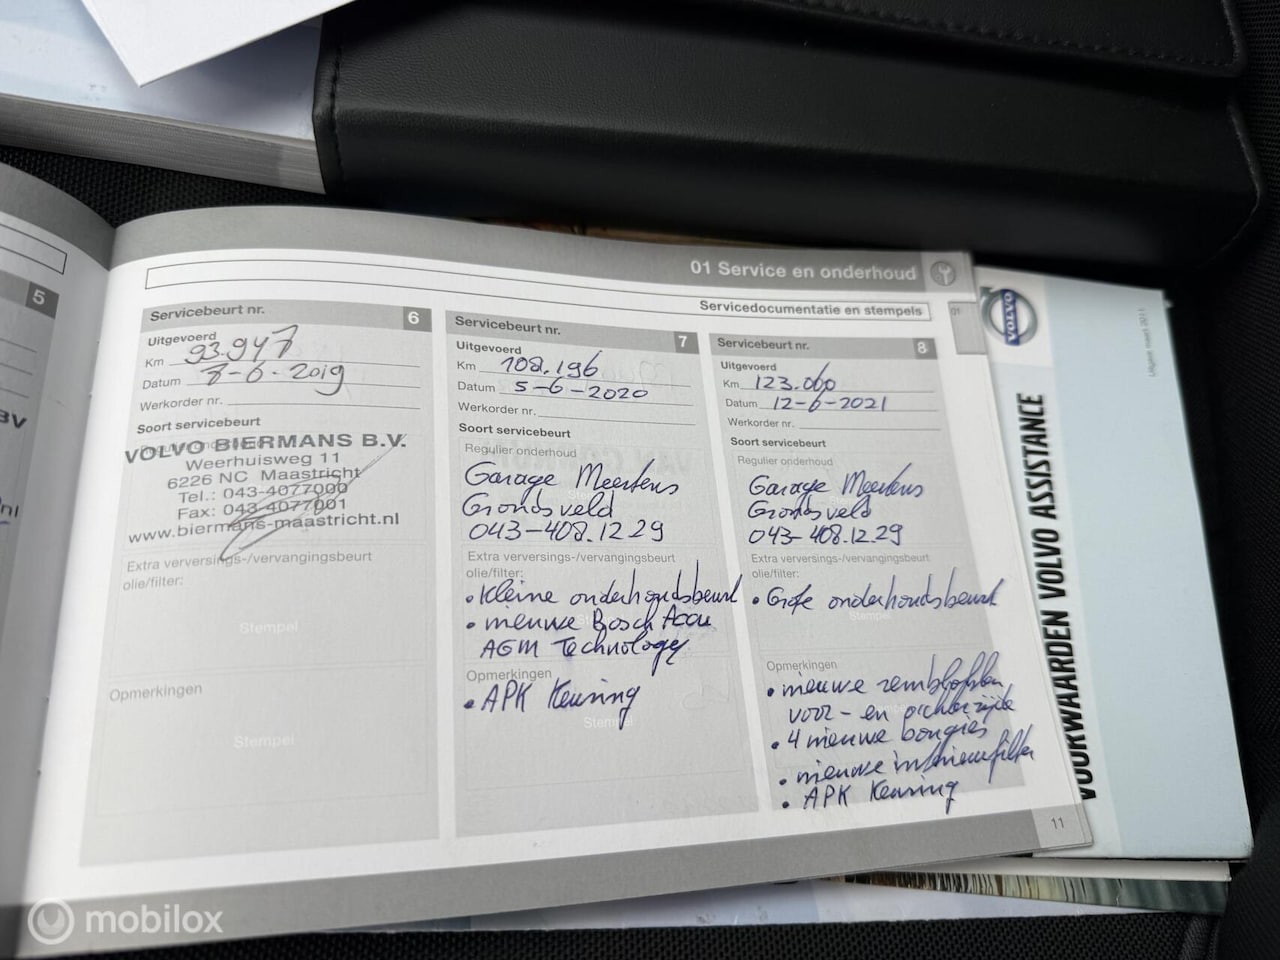 01 Service en onderhoud
Servicedocumentatie en stempels
01
5
BV
nl
Servicebeurt nr. 6
Uitgevoerd
Km 93.947
Datum 7-6-2019
Werkorder nr.
Soort servicebeurt
VOLVO BIERMANS B.V.
Weerhuisweg 11
6226 NC Maastricht
Tel.: 043-4077000
Fax: 043-4077001
www.biermans-maastricht.nl
Extra verversings-/vervangingsbeurt
olie/filter:
Stempel
Opmerkingen
Stempel
Servicebeurt nr. 7
Uitgevoerd
Km 108.196
Datum 5-6-2020
Werkorder nr.
Soort servicebeurt
Regulier onderhoud
Garage Meertens
Gronsveld
043-408.12.29
Extra verversings-/vervangingsbeurt
olie/filter:
• Kleine onderhoudsbeurt
• nieuwe Bosch Accu
AGM Technology
Opmerkingen
• APK Keuring
Stempel
Servicebeurt nr. 8
Uitgevoerd
Km 123.000
Datum 12-6-2021
Werkorder nr.
Soort servicebeurt
Regulier onderhoud
Garage Meertens
Gronsveld
043-408.12.29
Extra verversings-/vervangingsbeurt
olie/filter:
• Grote onderhoudsbeurt
Stempel
Opmerkingen
• nieuwe remblokken
voor- en achterzijde
• 4 nieuwe bougies
• nieuwe interieurfilter
• APK Keuring
11
VOLVO
VOORWAARDEN VOLVO ASSISTANCE
mobilox